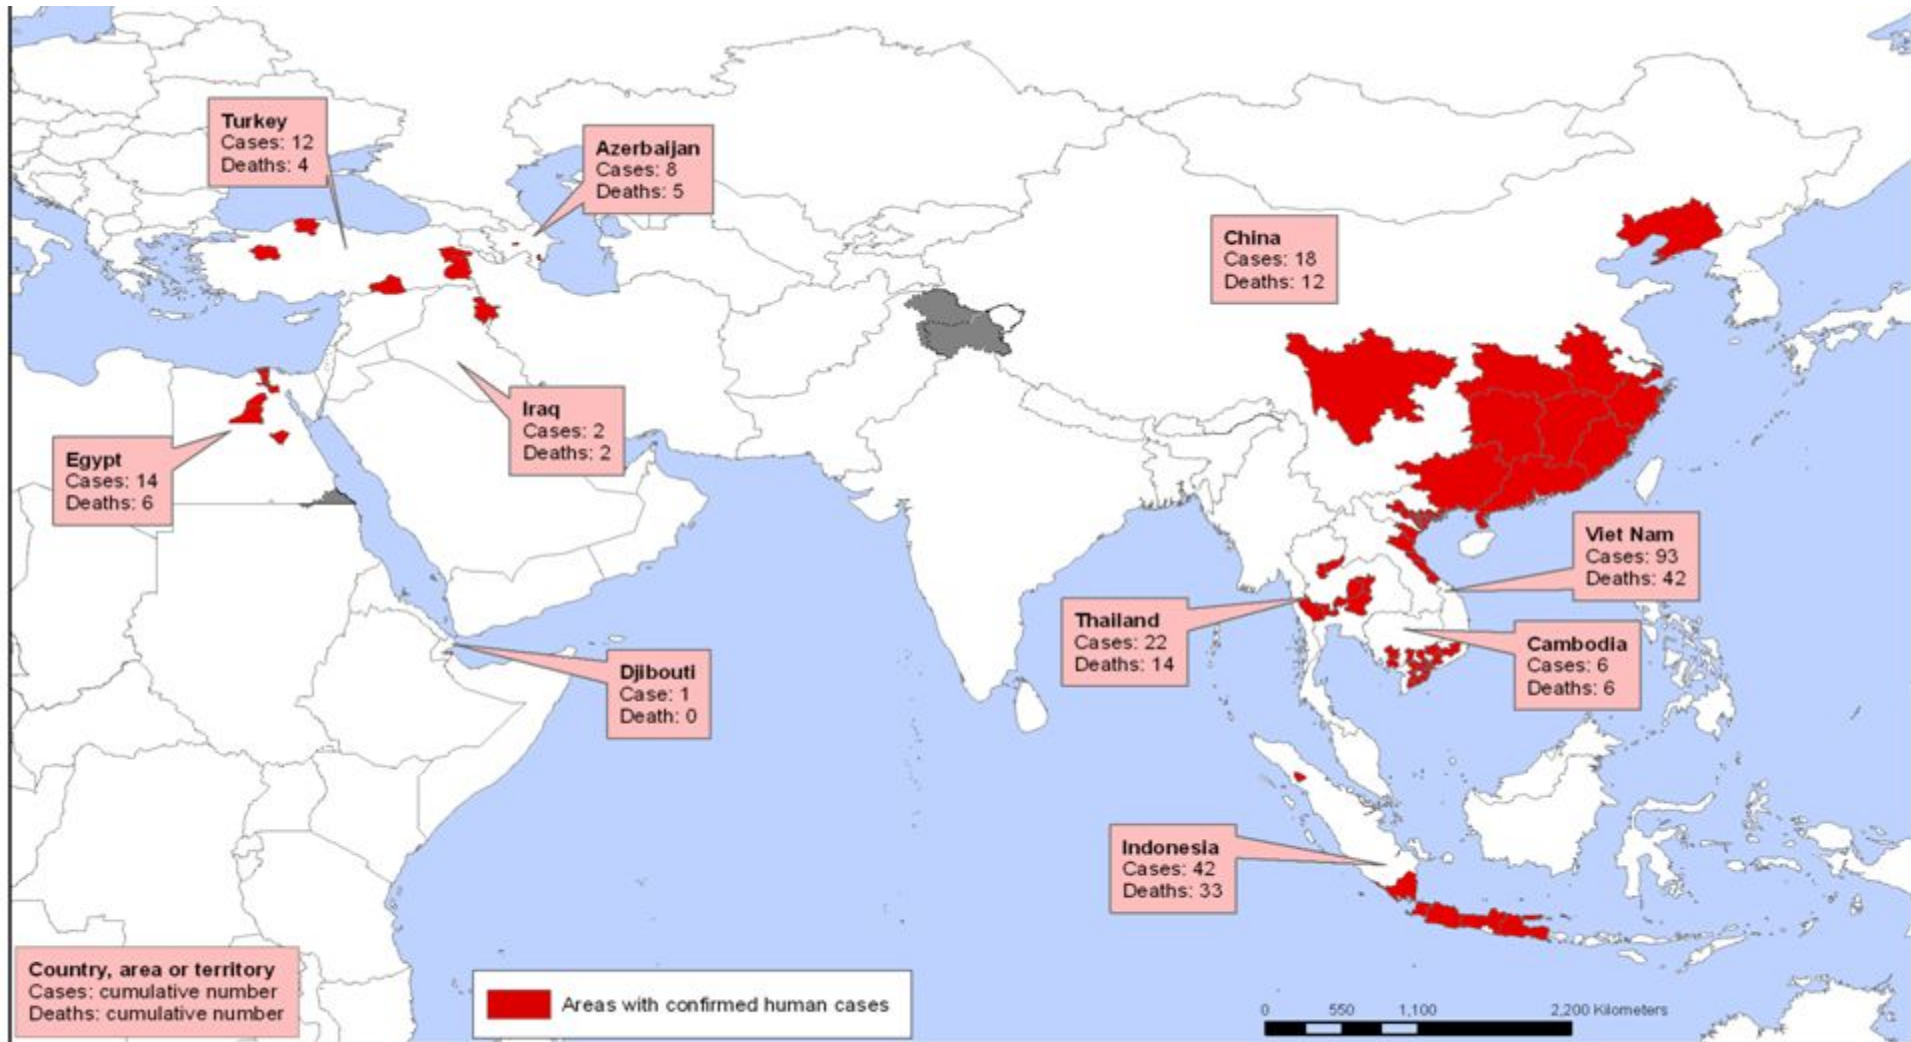 Turkey
Cases: 12
Deaths: 4
Azerbaijan
Cases: 8
Deaths: 5
China
Cases: 18
Deaths: 12
Iraq
Cases: 2
Deaths: 2
Egypt
Cases: 14
Deaths: 6
Viet Nam
Cases: 93
Deaths: 42
Thailand
Cases: 22
Deaths: 14
Cambodia
Cases: 6
Deaths: 6
Djibouti
Case: 1
Death: 0
Indonesia
Cases: 42
Deaths: 33
Country, area or territory
Cases: cumulative number
Deaths: cumulative number
Areas with confirmed human cases
0 550 1,100 2,200 Kilometers